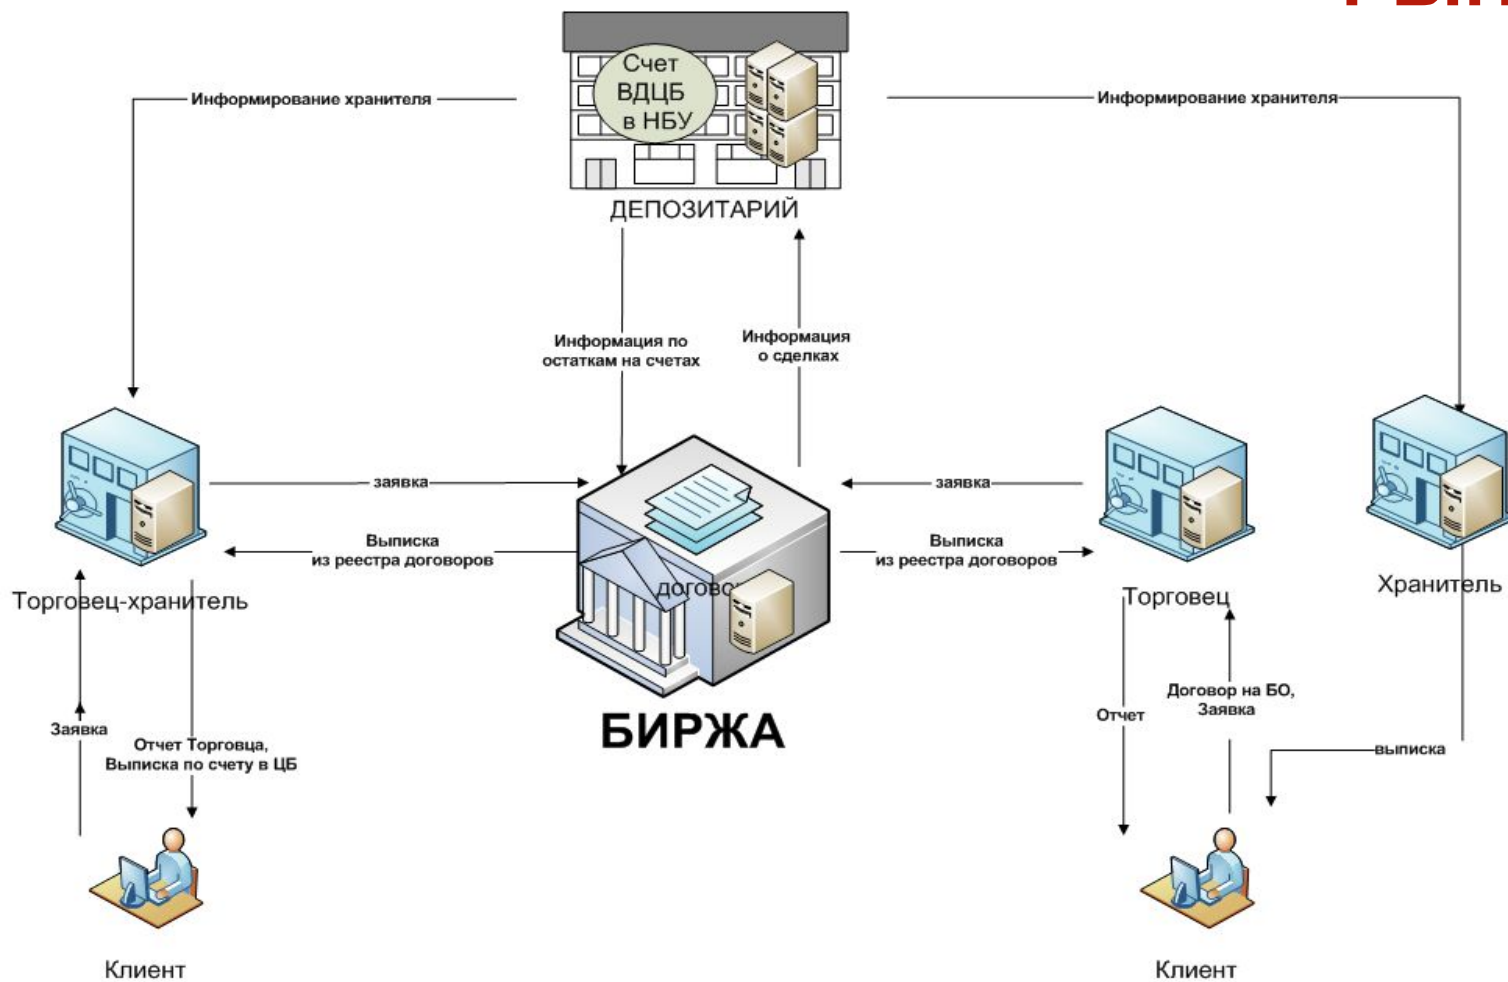 Счет
ВДЦБ
в НБУ
Информирование хранителя
Информирование хранителя
ДЕПОЗИТАРИЙ
Информация по
остаткам на счетах
Информация
о сделках
заявка
заявка
Выписка
из реестра договоров
Выписка
из реестра договоров
Торговец-хранитель
Торговец
Хранитель
БИРЖА
Заявка
Отчет Торговца,
Выписка по счету в ЦБ
Отчет
Договор на БО,
Заявка
выписка
Клиент
Клиент